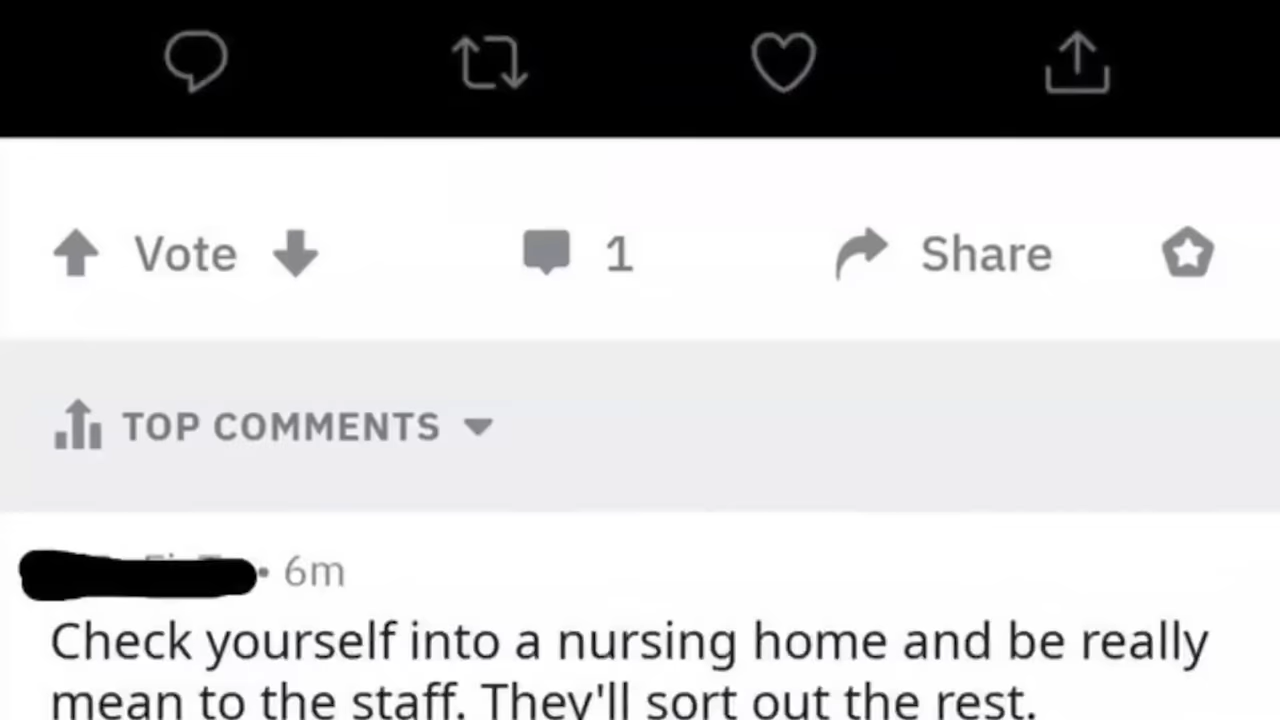 Vote 1 Share
TOP COMMENTS
• 6m
Check yourself into a nursing home and be really
mean to the staff. They'll sort out the rest.